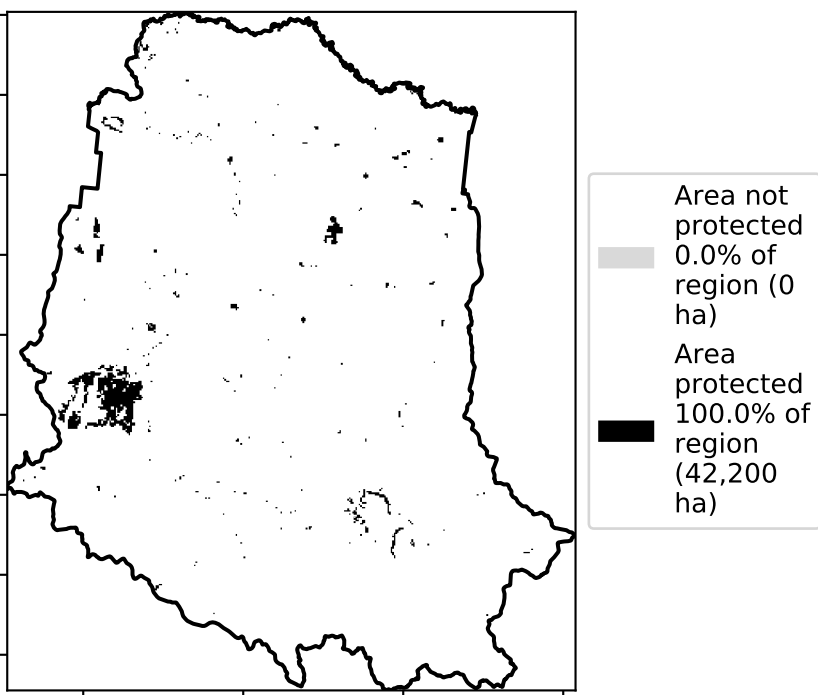 Area not
protected
0.0% of
region (0
ha)
Area
protected
100.0% of
region
(42,200
ha)